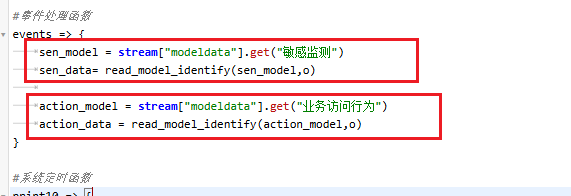 #事件处理函数
events => {
sen_model = stream["modeldata"].get("敏感监测")
sen_data= read_model_identify(sen_model,o)
action_model = stream["modeldata"].get("业务访问行为")
action_data = read_model_identify(action_model,o)
}
#系统定时函数
print10 => {